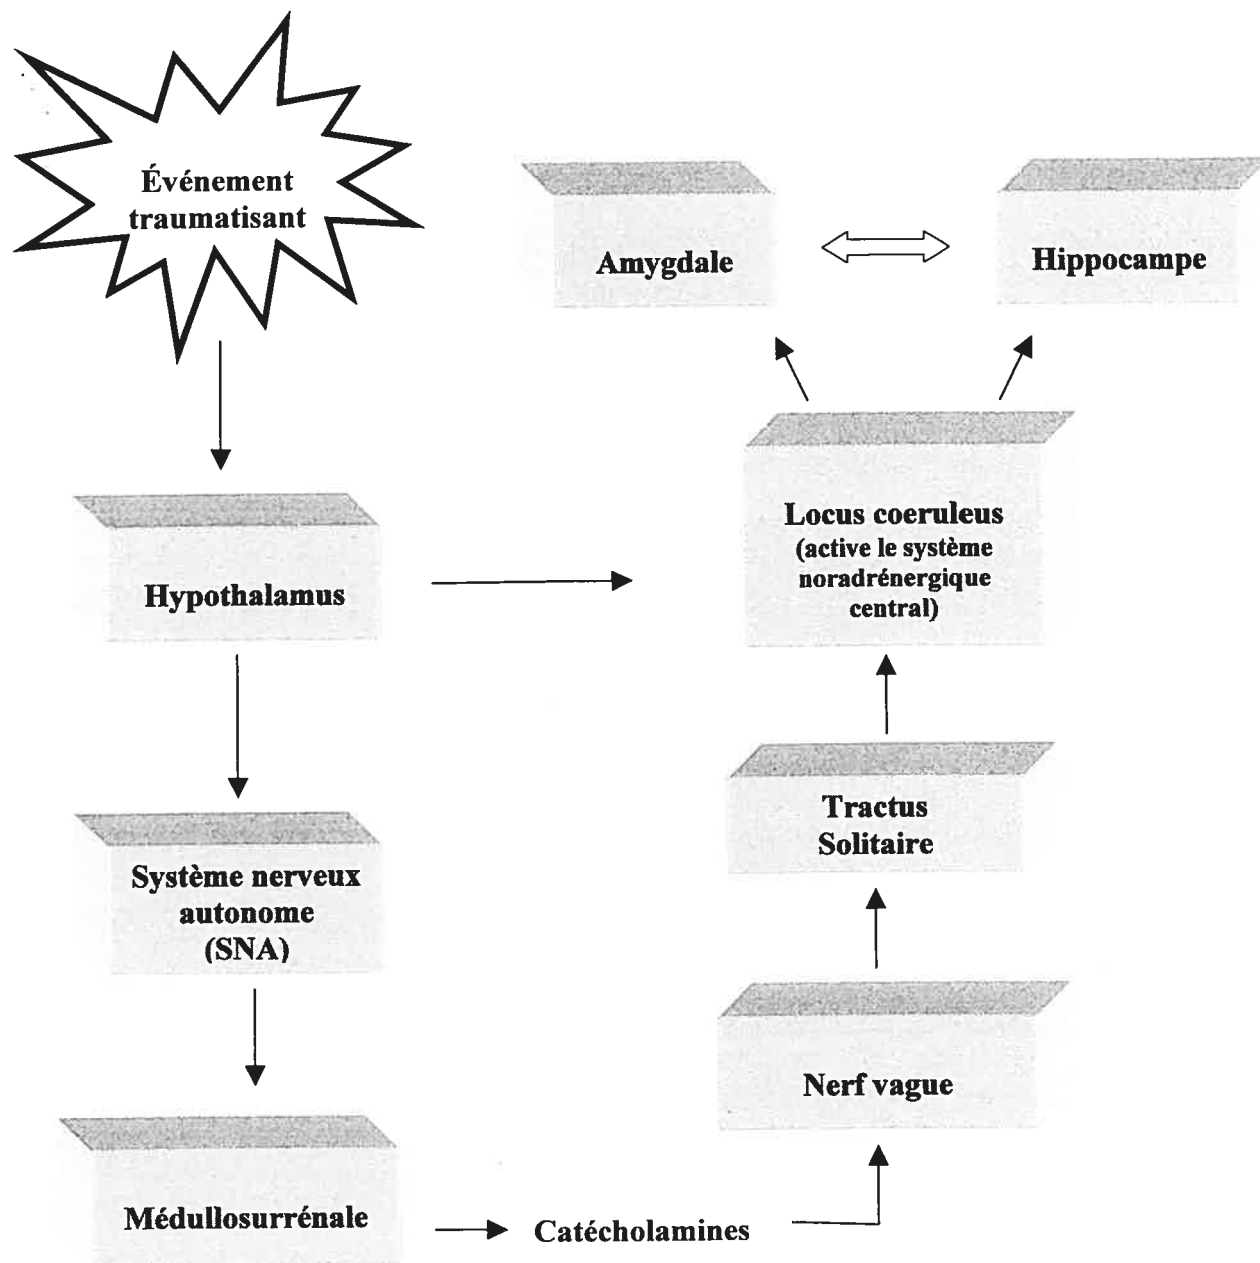 Événement
traumatisant
Amygdale
Hippocampe
Locus coeruleus
(active le système
noradrénergique
central)
Hypothalamus
Tractus
Solitaire
Système nerveux
autonome
(SNA)
Nerf vague
Médullosurrénale
Catécholamines